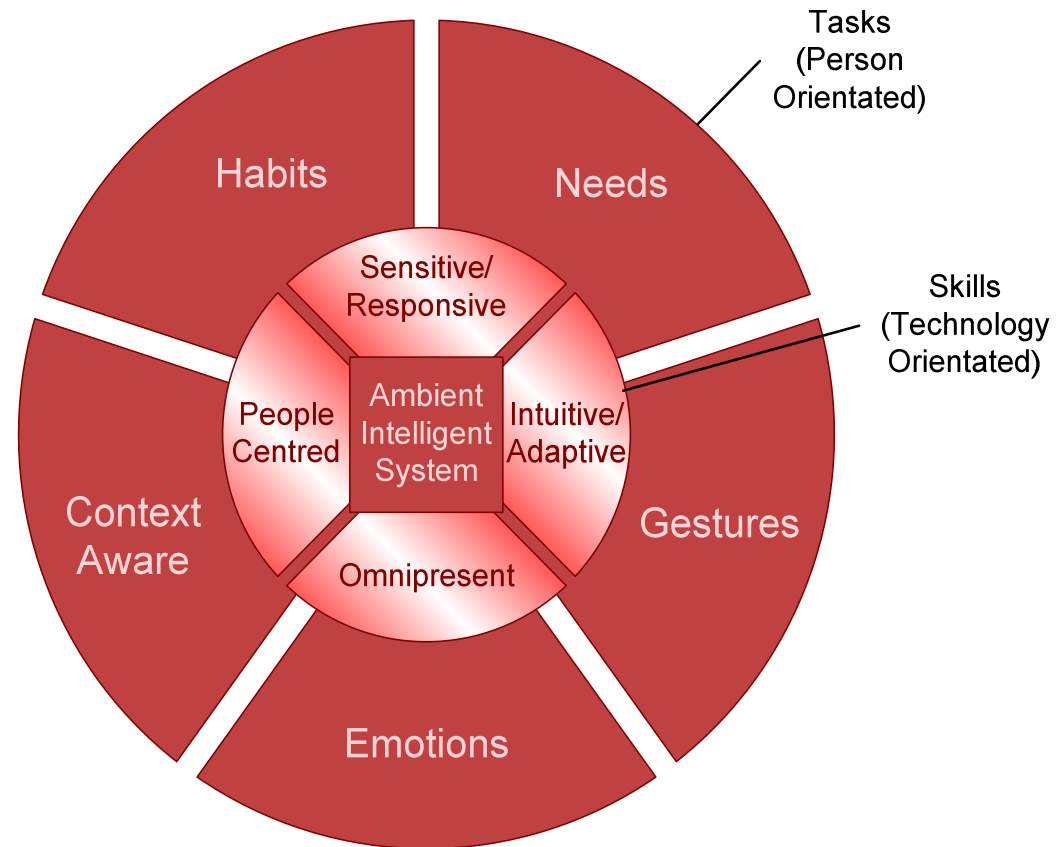 Tasks
(Person
Orientated)
Habits
Needs
Sensitive/
Responsive
Skills
(Technology
Orientated)
People
Centred
Ambient
Intelligent
System
Intuitive/
Adaptive
Context
Aware
Gestures
Omnipresent
Emotions